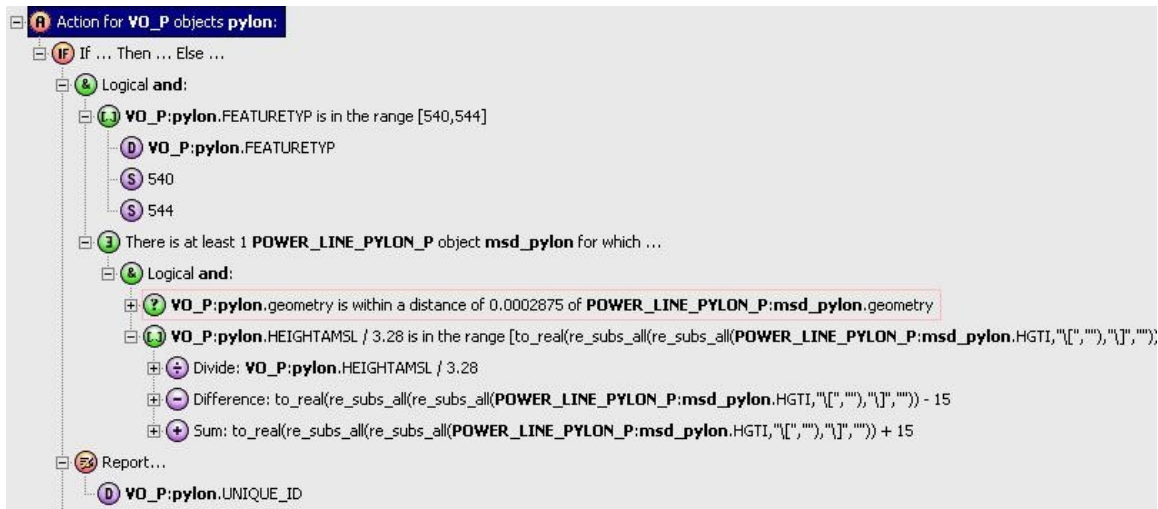 A Action for VO_P objects pylon:
IF If ... Then ... Else ...
& Logical and:
[..] VO_P:pylon.FEATURETYP is in the range [540,544]
D VO_P:pylon.FEATURETYP
S 540
S 544
∃ There is at least 1 POWER_LINE_PYLON_P object msd_pylon for which ...
& Logical and:
? VO_P:pylon.geometry is within a distance of 0.0002875 of POWER_LINE_PYLON_P:msd_pylon.geometry
[..] VO_P:pylon.HEIGHTAMSL / 3.28 is in the range [to_real(re_subs_all(re_subs_all(POWER_LINE_PYLON_P:msd_pylon.HGTI,"\[",""),"\]",""))
÷ Divide: VO_P:pylon.HEIGHTAMSL / 3.28
− Difference: to_real(re_subs_all(re_subs_all(POWER_LINE_PYLON_P:msd_pylon.HGTI,"\[",""),"\]","")) - 15
+ Sum: to_real(re_subs_all(re_subs_all(POWER_LINE_PYLON_P:msd_pylon.HGTI,"\[",""),"\]","")) + 15
Report...
D VO_P:pylon.UNIQUE_ID